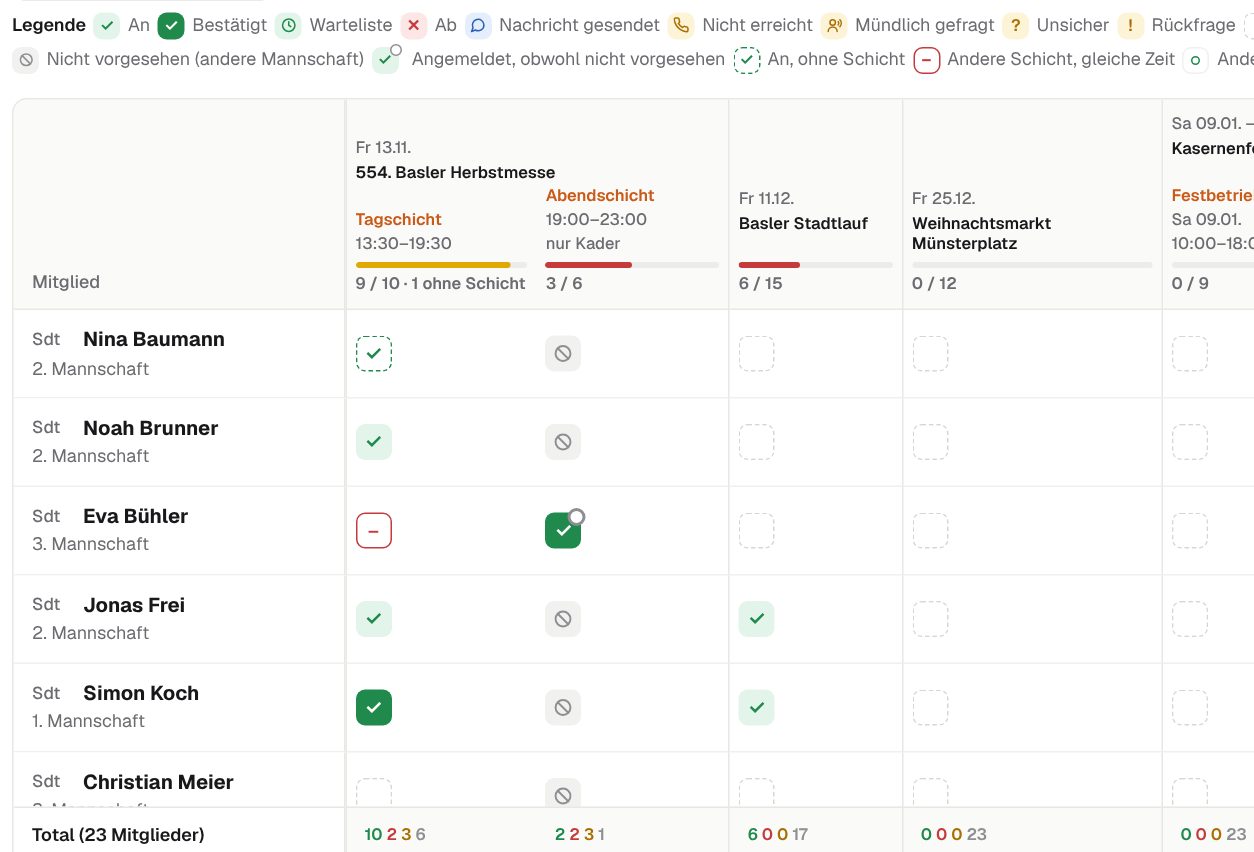 Legende An Bestätigt Warteliste Ab Nachricht gesendet Nicht erreicht Mündlich gefragt ? Unsicher ! Rückfrage
Nicht vorgesehen (andere Mannschaft) Angemeldet, obwohl nicht vorgesehen An, ohne Schicht Andere Schicht, gleiche Zeit
Mitglied
Fr 13.11.
554. Basler Herbstmesse
Tagschicht
13:30–19:30
9 / 10 · 1 ohne Schicht
Abendschicht
19:00–23:00
nur Kader
3 / 6
Fr 11.12.
Basler Stadtlauf
6 / 15
Fr 25.12.
Weihnachtsmarkt
Münsterplatz
0 / 12
Sa 09.01. –
Kasernenfe
Festbetrie
Sa 09.01.
10:00–18:0
0 / 9
Sdt Nina Baumann
2. Mannschaft
Sdt Noah Brunner
2. Mannschaft
Sdt Eva Bühler
3. Mannschaft
Sdt Jonas Frei
2. Mannschaft
Sdt Simon Koch
1. Mannschaft
Sdt Christian Meier
Total (23 Mitglieder) 10 2 3 6 2 2 3 1 6 0 0 17 0 0 0 23 0 0 0 23